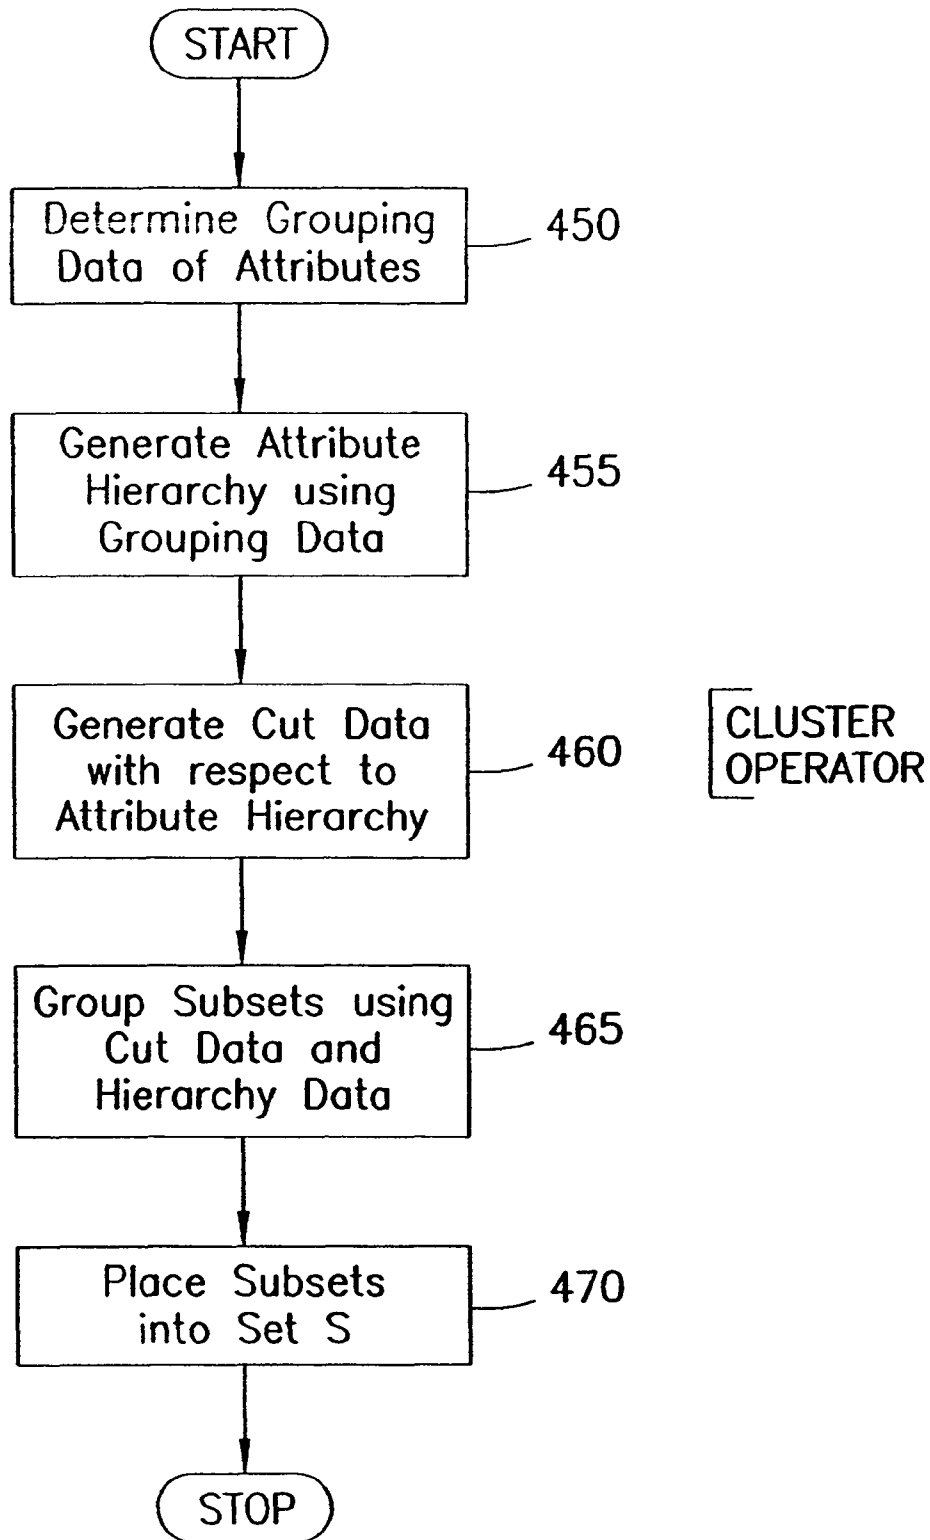 START
Determine Grouping
Data of Attributes
450
Generate Attribute
Hierarchy using
Grouping Data
455
Generate Cut Data
with respect to
Attribute Hierarchy
460
CLUSTER
OPERATOR
Group Subsets using
Cut Data and
Hierarchy Data
465
Place Subsets
into Set S
470
STOP